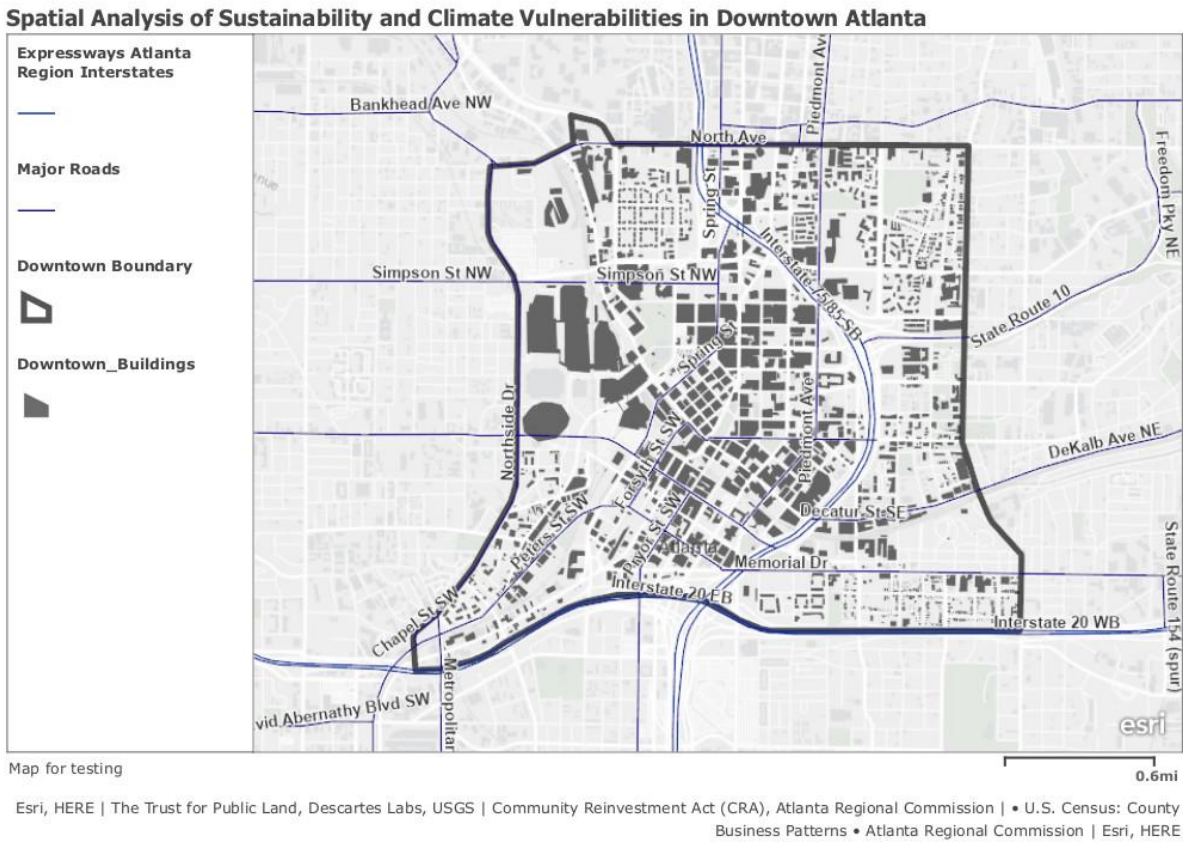 Spatial Analysis of Sustainability and Climate Vulnerabilities in Downtown Atlanta
Expressways Atlanta
Region Interstates
Major Roads
Downtown Boundary
Downtown_Buildings
Piedmont Av
Bankhead Ave NW
North Ave
Freedom Pky NE
Spring St
Simpson St NW
Simpson St NW
Interstate 75/85 SB
State Route 10
Spring St
Northside Dr
Piedmont Ave
Forsyth St SW
DeKalb Ave NE
Peters St SW
Pryor St SW
Decatur St SE
Atlanta
Memorial Dr
Interstate 20 EB
Chapel St SW
Interstate 20 WB
State Route 154 (spur)
Metropolitan
vid Abernathy Blvd SW
esri
Map for testing
0.6mi
Esri, HERE | The Trust for Public Land, Descartes Labs, USGS | Community Reinvestment Act (CRA), Atlanta Regional Commission | • U.S. Census: County
Business Patterns • Atlanta Regional Commission | Esri, HERE